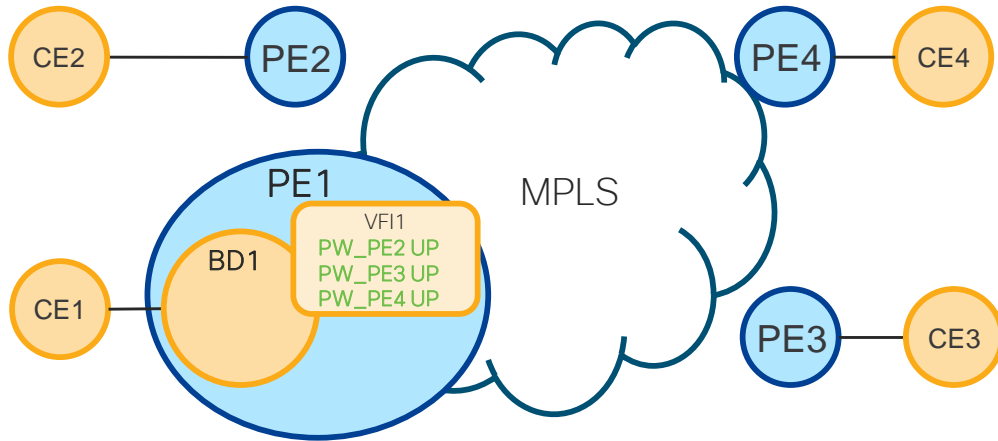 CE2
PE2
PE4
CE4
PE1
MPLS
VFI1
PW_PE2 UP
PW_PE3 UP
PW_PE4 UP
BD1
CE1
PE3
CE3